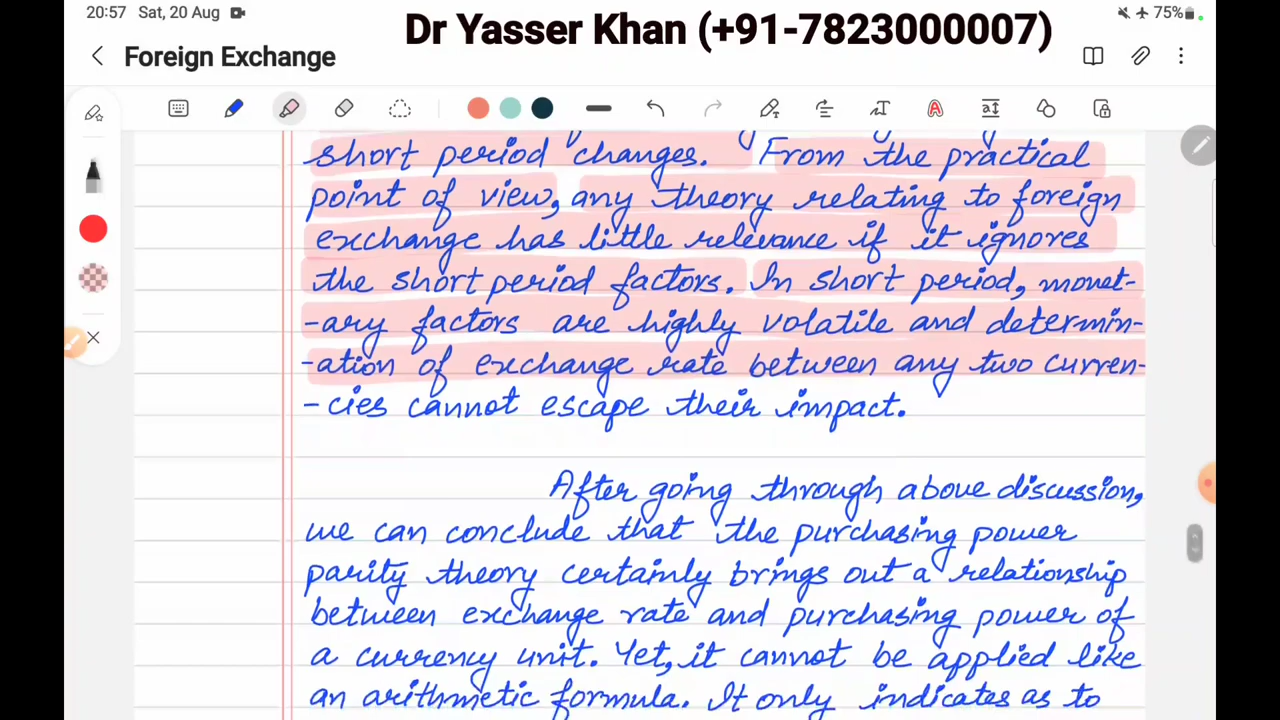 20:57 Sat, 20 Aug
Dr Yasser Khan (+91-7823000007)
75%
Foreign Exchange
short period changes. From the practical
point of view, any theory relating to foreign
exchange has little relevance if it ignores
the short period factors. In short period, monet-
-ary factors are highly volatile and determin-
-ation of exchange rate between any two curren-
-cies cannot escape their impact.
After going through above discussion,
we can conclude that the purchasing power
parity theory certainly brings out a relationship
between exchange rate and purchasing power of
a currency unit. Yet, it cannot be applied like
an arithmetic formula. It only indicates as to